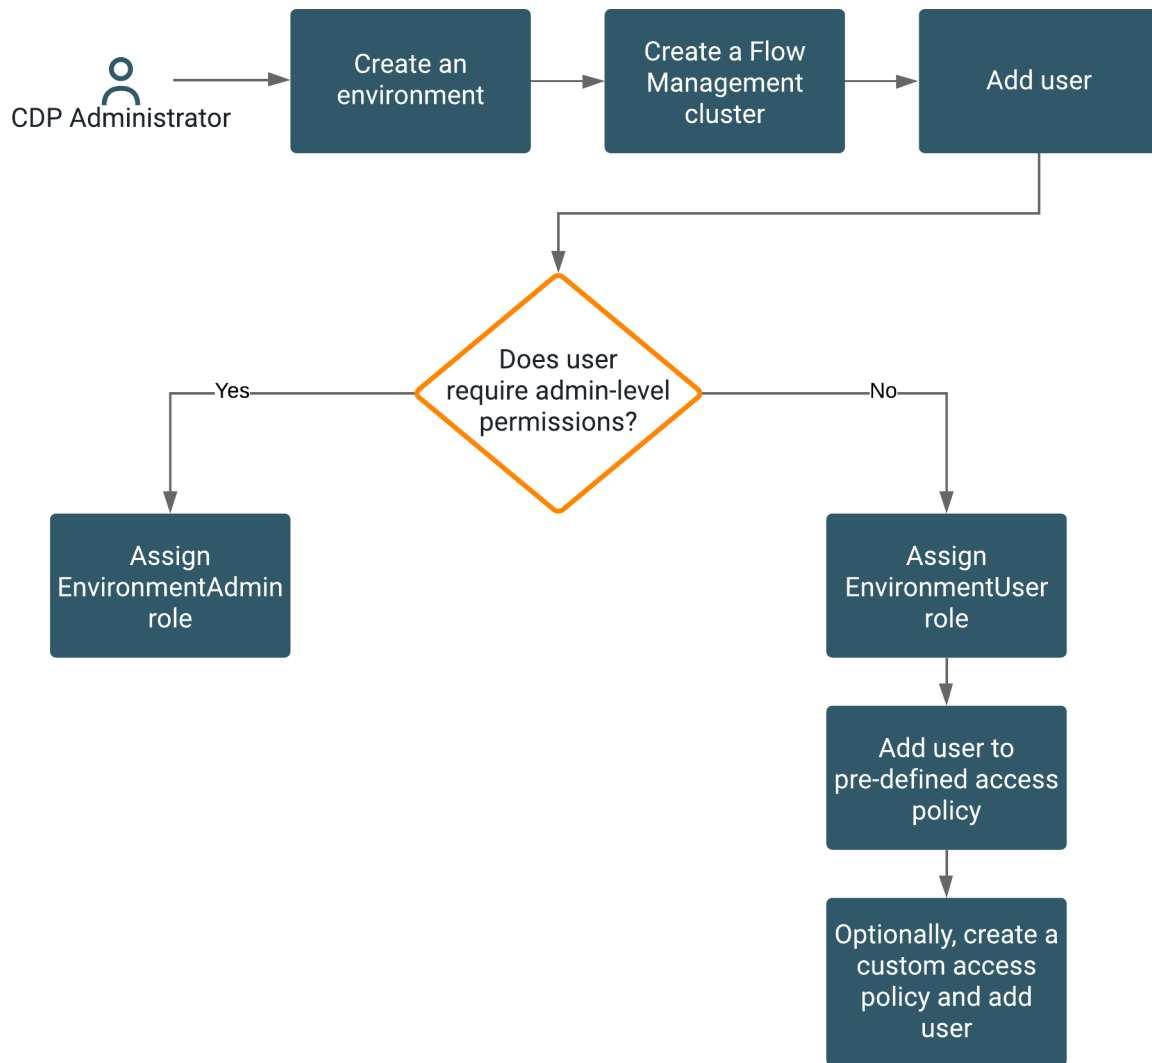 CDP Administrator
Create an
environment
Create a Flow
Management
cluster
Add user
Does user
require admin-level
permissions?
Yes
No
Assign
EnvironmentAdmin
role
Assign
EnvironmentUser
role
Add user to
pre-defined access
policy
Optionally, create a
custom access
policy and add
user